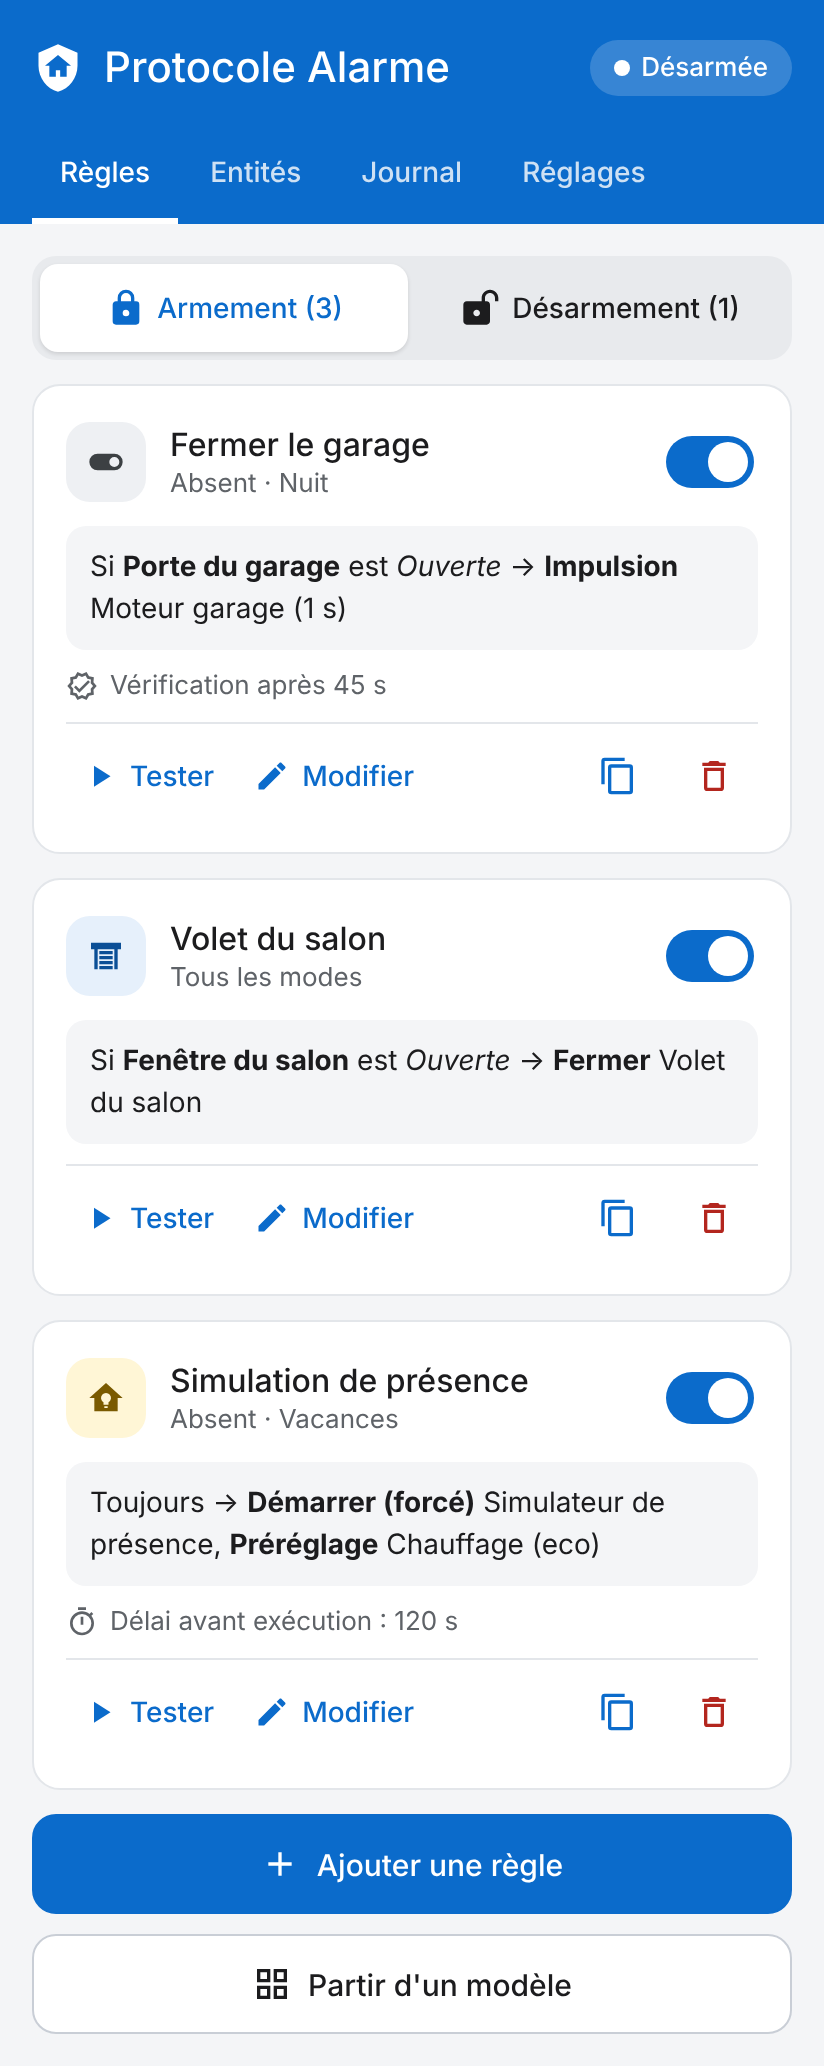 Protocole Alarme
Désarmée
Règles
Entités
Journal
Réglages
Armement (3)
Désarmement (1)
Fermer le garage
Absent · Nuit
Si Porte du garage est Ouverte → Impulsion
Moteur garage (1 s)
Vérification après 45 s
Tester
Modifier
Volet du salon
Tous les modes
Si Fenêtre du salon est Ouverte → Fermer Volet
du salon
Tester
Modifier
Simulation de présence
Absent · Vacances
Toujours → Démarrer (forcé) Simulateur de
présence, Préréglage Chauffage (eco)
Délai avant exécution : 120 s
Tester
Modifier
Ajouter une règle
Partir d'un modèle